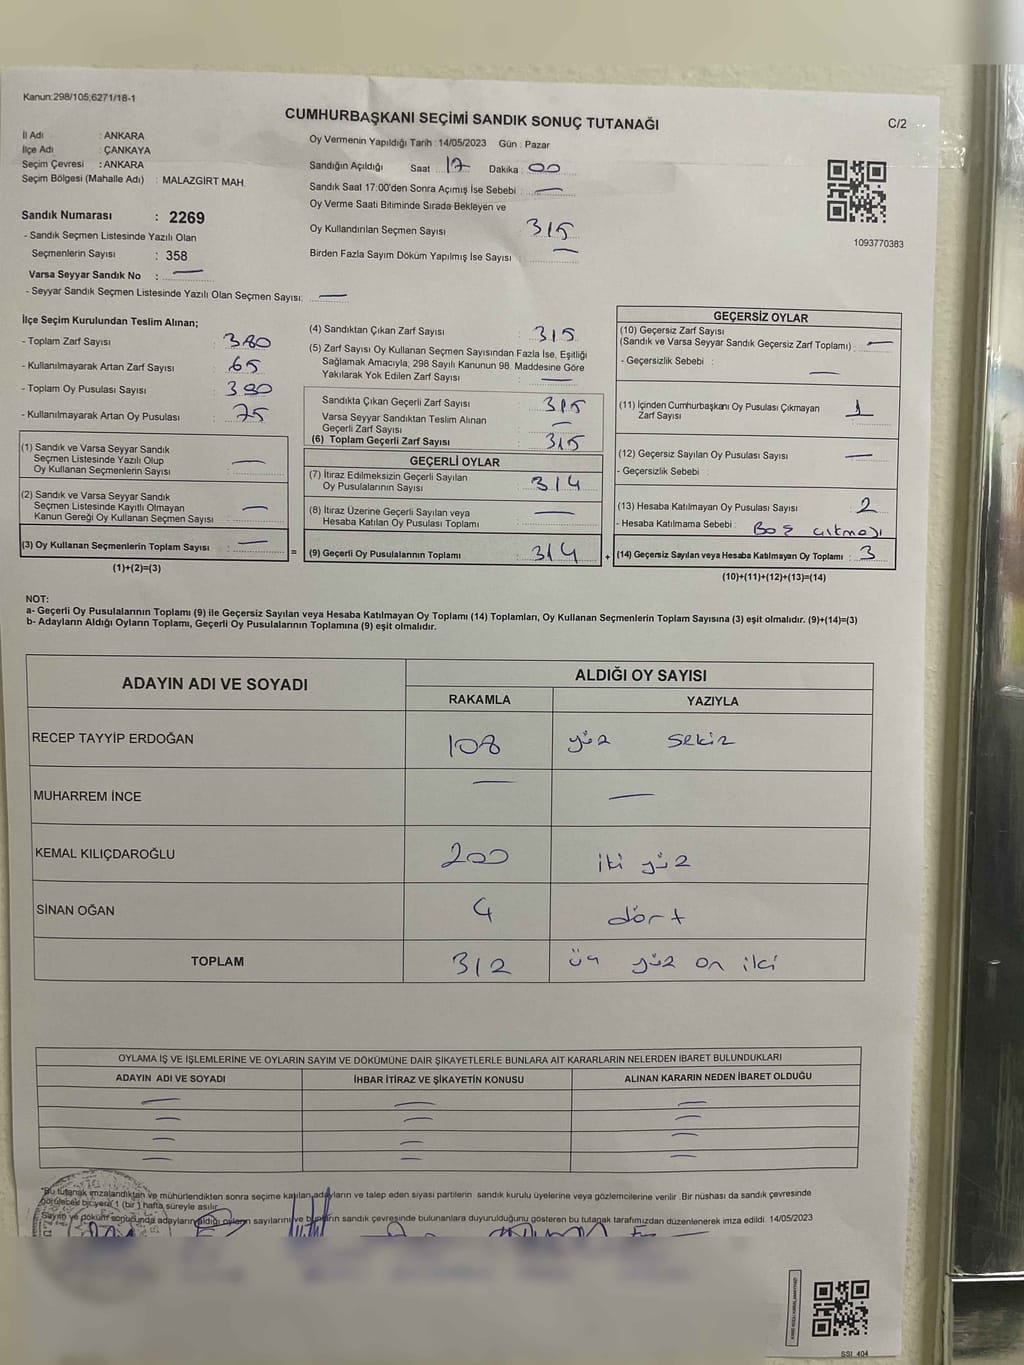 Kanun:298/105;6271/18-1
CUMHURBAŞKANI SEÇİMİ SANDIK SONUÇ TUTANAĞI
C/2
İl Adı : ANKARA
İlçe Adı : ÇANKAYA
Seçim Çevresi : ANKARA
Seçim Bölgesi (Mahalle Adı) : MALAZGİRT MAH.
Sandık Numarası : 2269
- Sandık Seçmen Listesinde Yazılı Olan
Seçmenlerin Sayısı : 358
Varsa Seyyar Sandık No : —
- Seyyar Sandık Seçmen Listesinde Yazılı Olan Seçmen Sayısı: —
Oy Vermenin Yapıldığı Tarih : 14/05/2023 Gün : Pazar
Sandığın Açıldığı Saat : 17 Dakika : 00
Sandık Saat 17:00'den Sonra Açımış İse Sebebi : —
Oy Verme Saati Bitiminde Sırada Bekleyen ve
Oy Kullandırılan Seçmen Sayısı : 315
Birden Fazla Sayım Döküm Yapılmış İse Sayısı : —
1093770383
İlçe Seçim Kurulundan Teslim Alınan;
- Toplam Zarf Sayısı : 380
- Kullanılmayarak Artan Zarf Sayısı : 65
- Toplam Oy Pusulası Sayısı : 390
- Kullanılmayarak Artan Oy Pusulası : 75
(1) Sandık ve Varsa Seyyar Sandık
Seçmen Listesinde Yazılı Olup
Oy Kullanan Seçmenlerin Sayısı : —
(2) Sandık ve Varsa Seyyar Sandık
Seçmen Listesinde Kayıtlı Olmayan
Kanun Gereği Oy Kullanan Seçmen Sayısı : —
(3) Oy Kullanan Seçmenlerin Toplam Sayısı : —
(1)+(2)=(3)
=
(4) Sandıktan Çıkan Zarf Sayısı : 315
(5) Zarf Sayısı Oy Kullanan Seçmen Sayısından Fazla İse, Eşitliği
Sağlamak Amacıyla, 298 Sayılı Kanunun 98. Maddesine Göre
Yakılarak Yok Edilen Zarf Sayısı : —
Sandıkta Çıkan Geçerli Zarf Sayısı : 315
Varsa Seyyar Sandıktan Teslim Alınan
Geçerli Zarf Sayısı : —
(6) Toplam Geçerli Zarf Sayısı : 315
GEÇERLİ OYLAR
(7) İtiraz Edilmeksizin Geçerli Sayılan
Oy Pusulalarının Sayısı : 314
(8) İtiraz Üzerine Geçerli Sayılan veya
Hesaba Katılan Oy Pusulası Toplamı : —
(9) Geçerli Oy Pusulalarının Toplamı : 314
+
GEÇERSİZ OYLAR
(10) Geçersiz Zarf Sayısı
(Sandık ve Varsa Seyyar Sandık Geçersiz Zarf Toplamı) : —
- Geçersizlik Sebebi : —
(11) İçinden Cumhurbaşkanı Oy Pusulası Çıkmayan
Zarf Sayısı : 1
(12) Geçersiz Sayılan Oy Pusulası Sayısı : —
- Geçersizlik Sebebi :
(13) Hesaba Katılmayan Oy Pusulası Sayısı : 2
- Hesaba Katılmama Sebebi : Boş çıkması
(14) Geçersiz Sayılan veya Hesaba Katılmayan Oy Toplamı : 3
(10)+(11)+(12)+(13)=(14)
NOT:
a- Geçerli Oy Pusulalarının Toplamı (9) ile Geçersiz Sayılan veya Hesaba Katılmayan Oy Toplamı (14) Toplamları, Oy Kullanan Seçmenlerin Toplam Sayısına (3) eşit olmalıdır. (9)+(14)=(3)
b- Adayların Aldığı Oyların Toplamı, Geçerli Oy Pusulalarının Toplamına (9) eşit olmalıdır.
ADAYIN ADI VE SOYADI
ALDIĞI OY SAYISI
RAKAMLA YAZIYLA
RECEP TAYYİP ERDOĞAN 108 yüz sekiz
MUHARREM İNCE — —
KEMAL KILIÇDAROĞLU 200 iki yüz
SİNAN OĞAN 4 dört
TOPLAM 312 üç yüz on iki
OYLAMA İŞ VE İŞLEMLERİNE VE OYLARIN SAYIM VE DÖKÜMÜNE DAİR ŞİKAYETLERLE BUNLARA AİT KARARLARIN NELERDEN İBARET BULUNDUKLARI
ADAYIN ADI VE SOYADI İHBAR İTİRAZ VE ŞİKAYETİN KONUSU ALINAN KARARIN NEDEN İBARET OLDUĞU
— — —
— — —
— — —
— — —
*Bu tutanak imzalandıktan ve mühürlendikten sonra seçime katılan adayların ve talep eden siyasi partilerin sandık kurulu üyelerine veya gözlemcilerine verilir. Bir nüshası da sandık çevresinde
görülebilecek bir yere 1 (bir) hafta süreyle asılır.
Sayım ve döküm sonucunda adayların aldığı oyların sayılarını ve bunların sandık çevresinde bulunanlara duyurulduğunu gösteren bu tutanak tarafımızdan düzenlenerek imza edildi. 14/05/2023
SSI_404